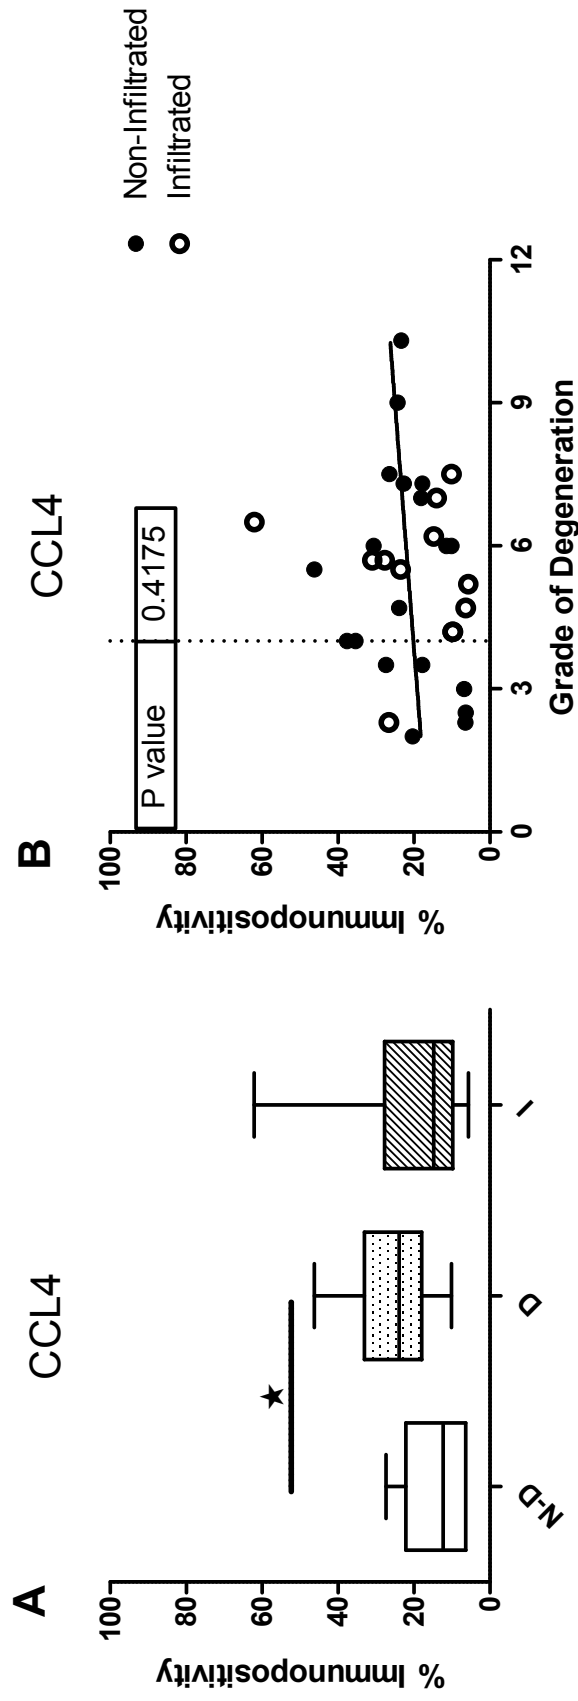 A
CCL4
% Immunopositivity
100
80
60
40
20
0
★
N-D
D
I
B
CCL4
% Immunopositivity
100
80
60
40
20
0
P value 0.4175
0
3
6
9
12
Grade of Degeneration
Non-Infiltrated
Infiltrated